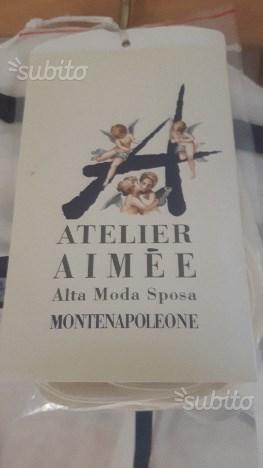 subito
A
ATELIER
AIMÉE
Alta Moda Sposa
MONTENAPOLEONE
subito